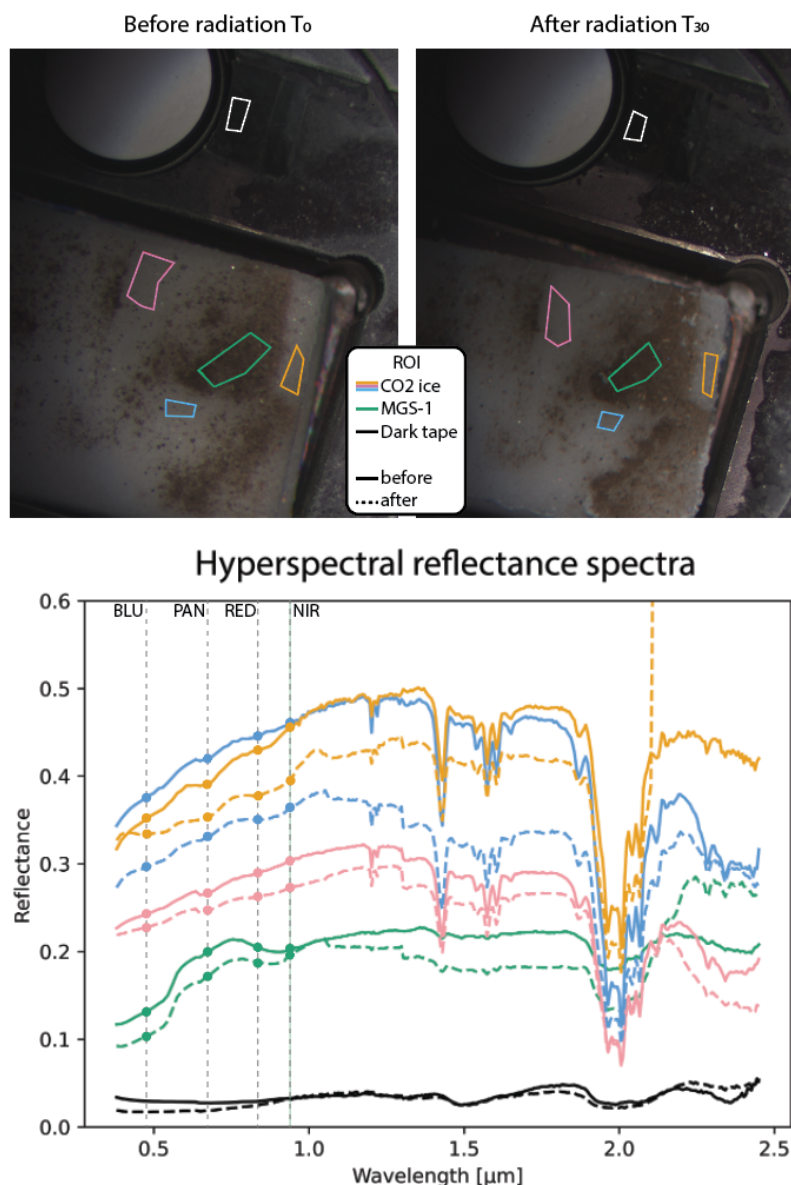 Before radiation T₀
After radiation T₃₀
ROI
CO2 ice
MGS-1
Dark tape
before
after
Hyperspectral reflectance spectra
BLU PAN RED NIR
0.6
0.5
0.4
0.3
0.2
0.1
0.0
Reflectance
0.5 1.0 1.5 2.0 2.5
Wavelength [μm]